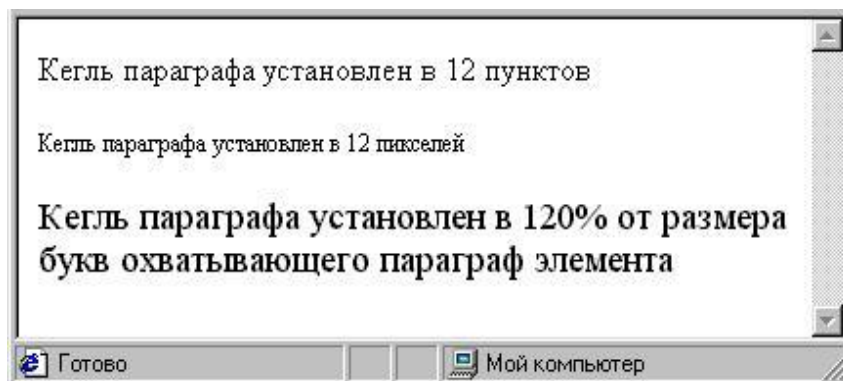 Кегль параграфа установлен в 12 пунктов
Кегль параграфа установлен в 12 пикселей
Кегль параграфа установлен в 120% от размера
букв охватывающего параграф элемента
Готово
Мой компьютер